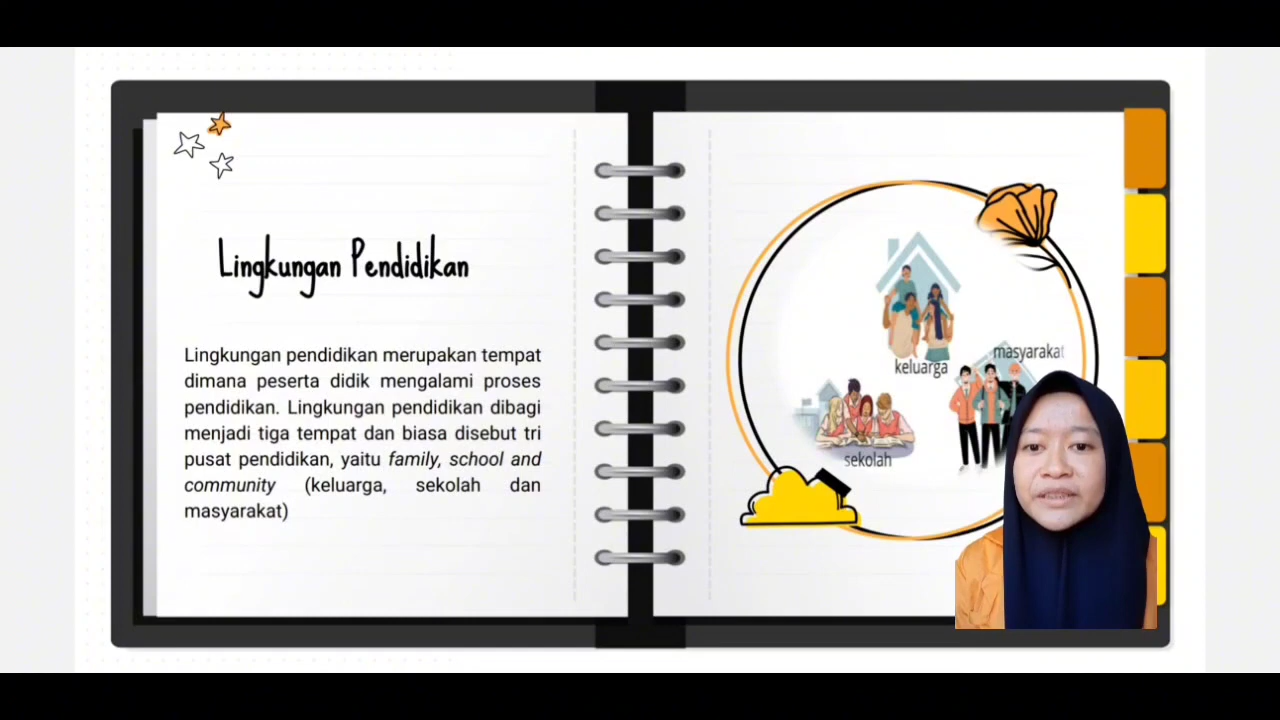 Lingkungan Pendidikan
Lingkungan pendidikan merupakan tempat
dimana peserta didik mengalami proses
pendidikan. Lingkungan pendidikan dibagi
menjadi tiga tempat dan biasa disebut tri
pusat pendidikan, yaitu family, school and
community (keluarga, sekolah dan
masyarakat)
keluarga
masyarakat
sekolah